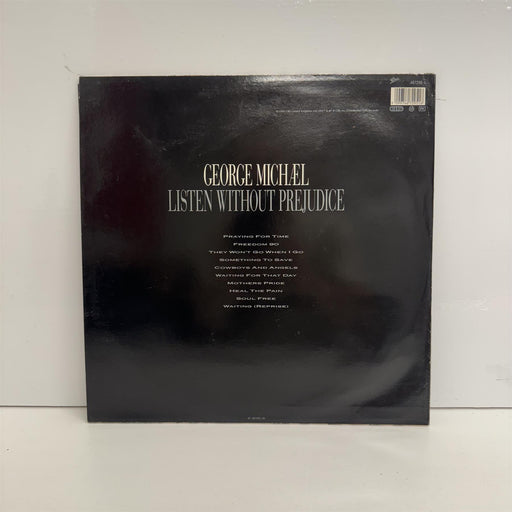 GEORGE MICHÆL
LISTEN WITHOUT PREJUDICE
PRAYING FOR TIME
FREEDOM 90
THEY WON'T GO WHEN I GO
SOMETHING TO SAVE
COWBOYS AND ANGELS
WAITING FOR THAT DAY
MOTHERS PRIDE
HEAL THE PAIN
SOUL FREE
WAITING (REPRISE)